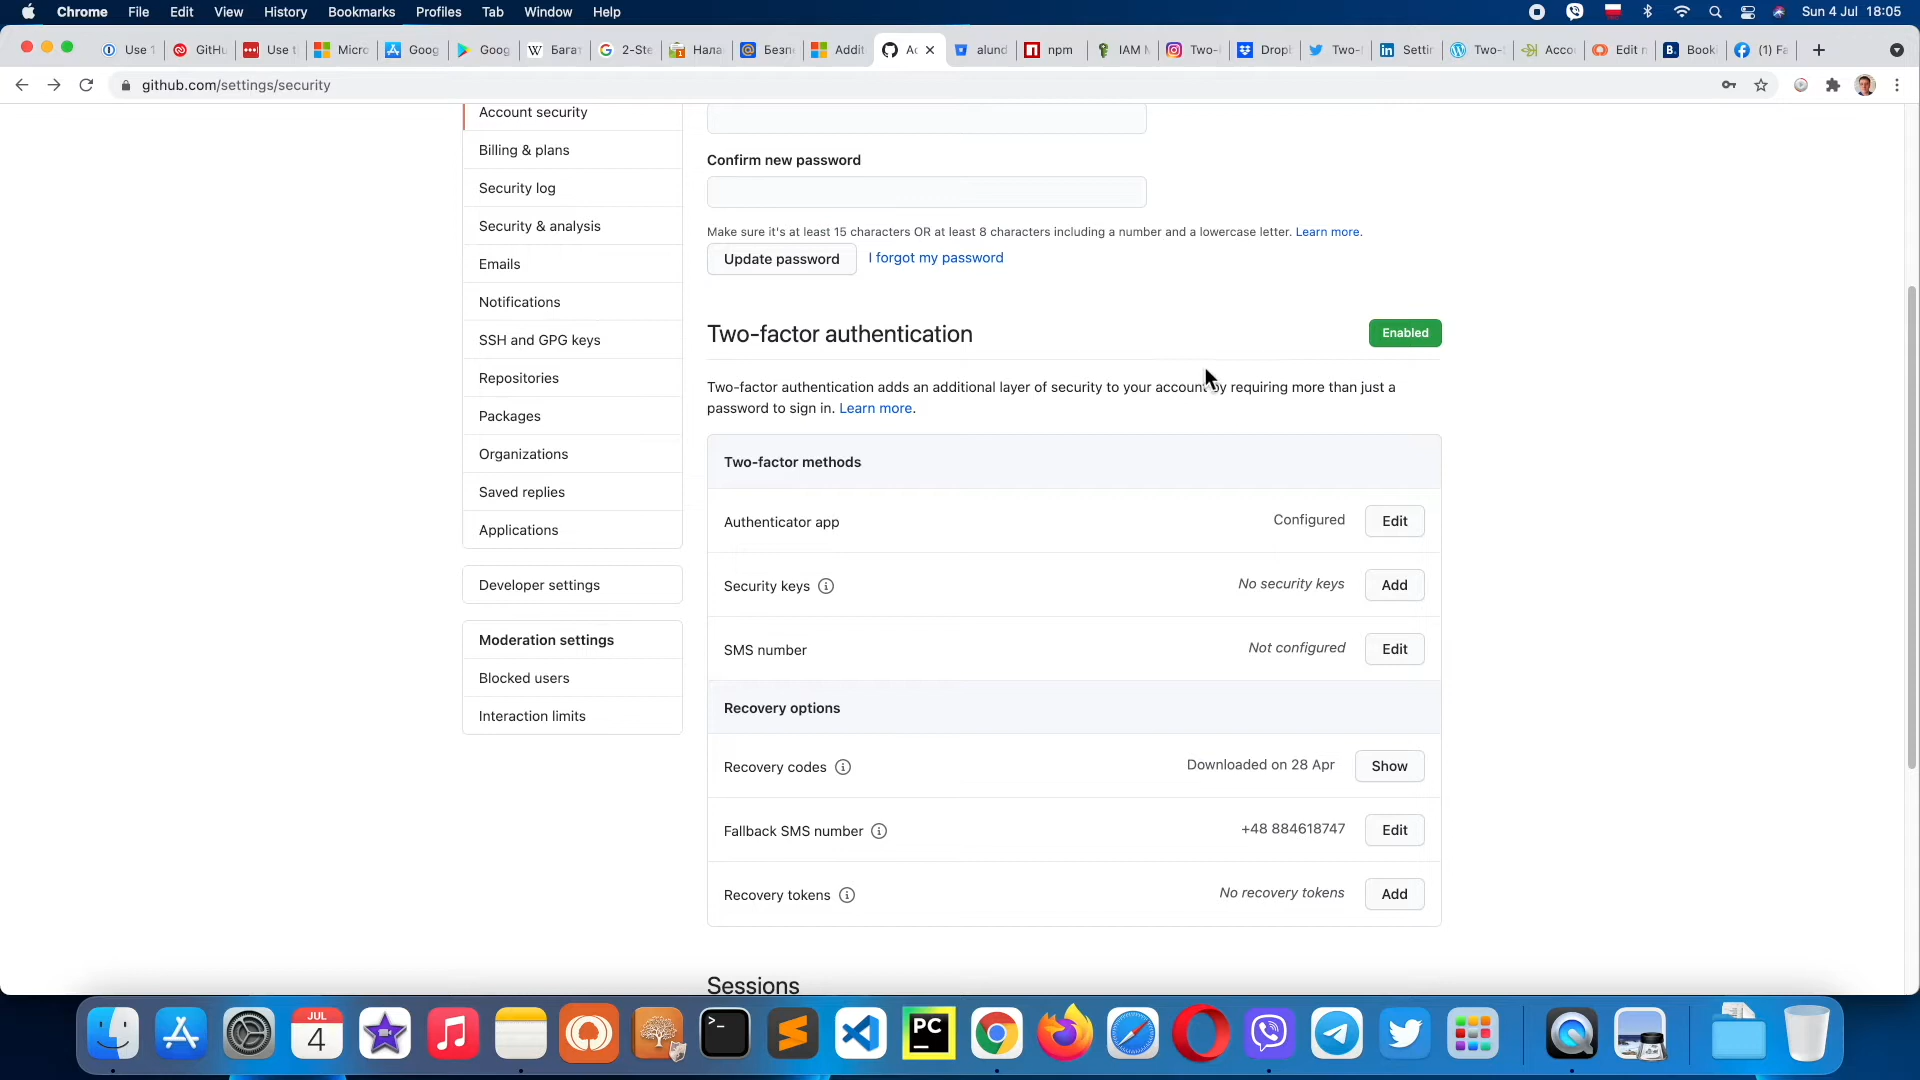 Chrome File Edit View History Bookmarks Profiles Tab Window Help Sun 4 Jul 18:05
Use 1 GitHu Use t Micro Goog Goog Багат 2-Ste Нала Безпе Addit Ac alund npm IAM M Two-f Dropb Two-f Settin Two-S Accou Edit m Booki (1) Fa
github.com/settings/security
Account security
Billing & plans
Security log
Security & analysis
Emails
Notifications
SSH and GPG keys
Repositories
Packages
Organizations
Saved replies
Applications
Developer settings
Moderation settings
Blocked users
Interaction limits
Confirm new password
Make sure it's at least 15 characters OR at least 8 characters including a number and a lowercase letter. Learn more.
Update password I forgot my password
Two-factor authentication Enabled
Two-factor authentication adds an additional layer of security to your account by requiring more than just a
password to sign in. Learn more.
Two-factor methods
Authenticator app Configured Edit
Security keys No security keys Add
SMS number Not configured Edit
Recovery options
Recovery codes Downloaded on 28 Apr Show
Fallback SMS number +48 884618747 Edit
Recovery tokens No recovery tokens Add
Sessions
JUL
4
PC